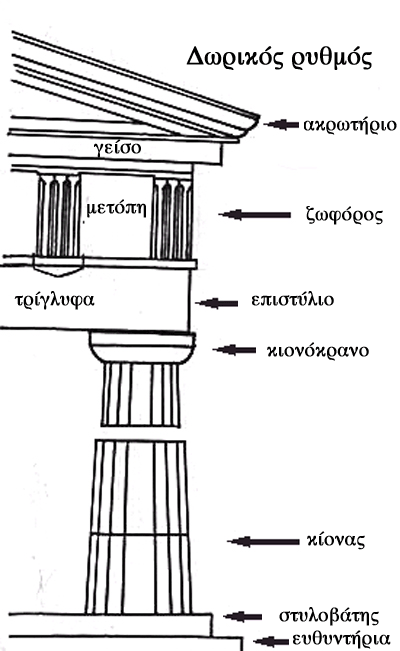 Δωρικός ρυθμός
ακρωτήριο
γείσο
μετόπη
ζωφόρος
τρίγλυφα
επιστύλιο
κιονόκρανο
κίονας
στυλοβάτης
ευθυντήρια